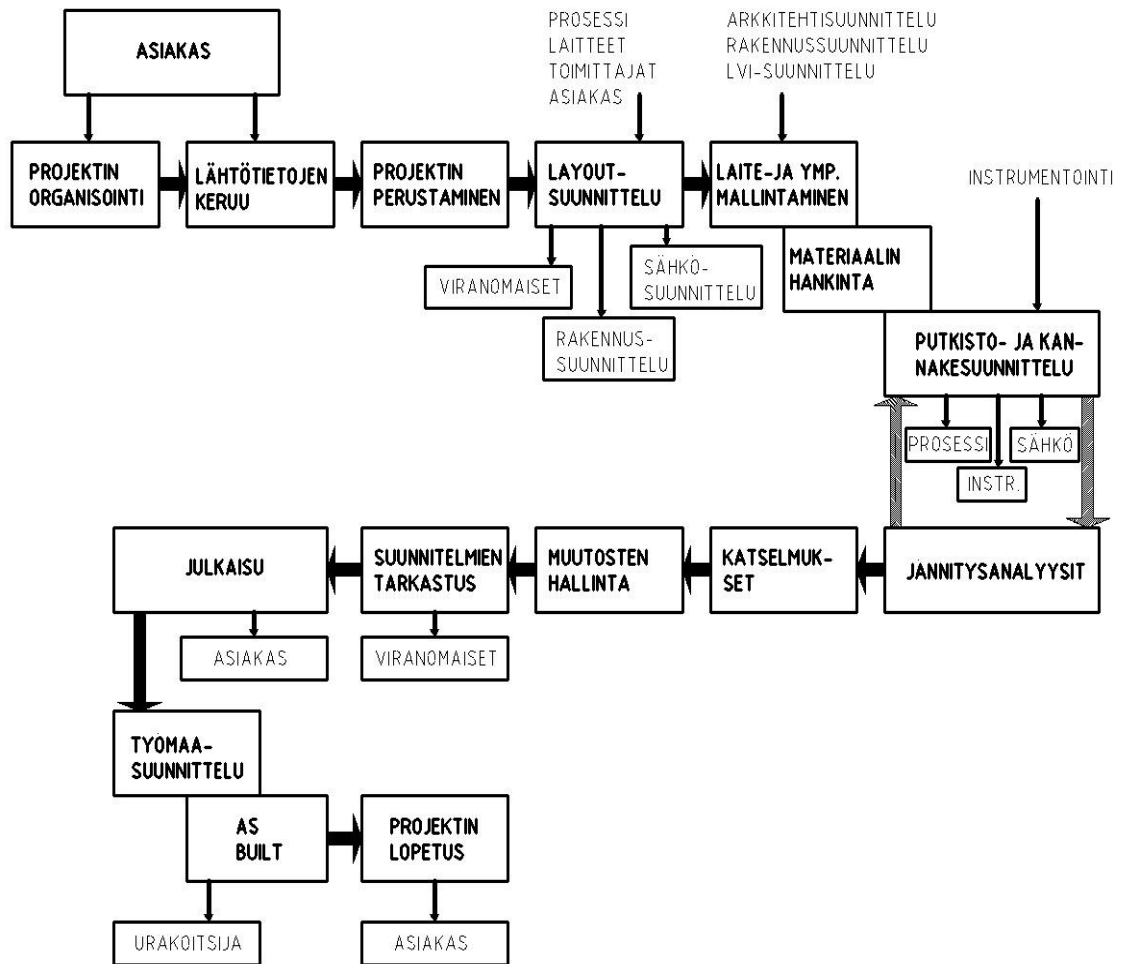 ASIAKAS
PROSESSI
LAITTEET
TOIMITTAJAT
ASIAKAS
ARKKITEHTISUUNNITTELU
RAKENNUSSUUNNITTELU
LVI-SUUNNITTELU
PROJEKTIN
ORGANISOINTI
LÄHTÖTIETOJEN
KERUU
PROJEKTIN
PERUSTAMINEN
LAYOUT-
SUUNNITTELU
LAITE-JA YMP.
MALLINTAMINEN
INSTRUMENTOINTI
VIRANOMAISET
SÄHKÖ-
SUUNNITTELU
RAKENNUS-
SUUNNITTELU
MATERIAALIN
HANKINTA
PUTKISTO- JA KAN-
NAKESUUNNITTELU
PROSESSI
SÄHKÖ
INSTR.
JULKAISU
SUUNNITELMIEN
TARKASTUS
MUUTOSTEN
HALLINTA
KATSELMUK-
SET
JÄNNITYSANALYYSIT
ASIAKAS
VIRANOMAISET
TYÖMAA-
SUUNNITTELU
AS
BUILT
PROJEKTIN
LOPETUS
URAKOITSIJA
ASIAKAS